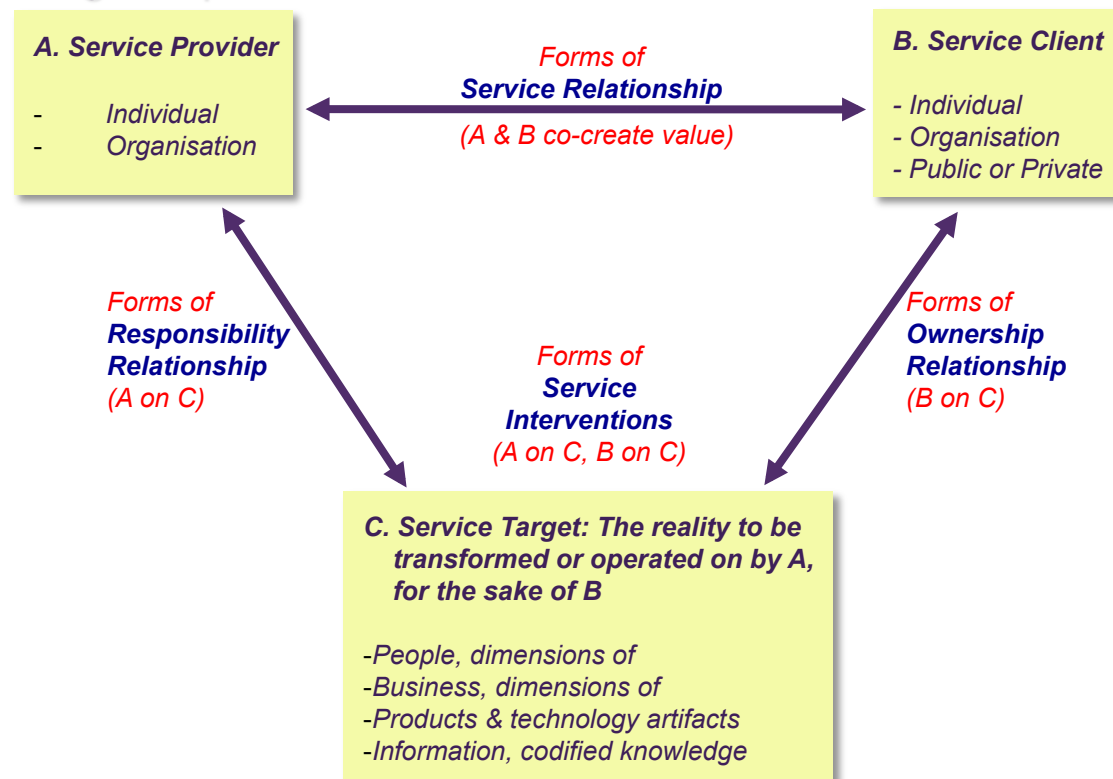 A. Service Provider
- Individual
- Organisation
Forms of
Service Relationship
(A & B co-create value)
B. Service Client
- Individual
- Organisation
- Public or Private
Forms of
Responsibility
Relationship
(A on C)
Forms of
Service
Interventions
(A on C, B on C)
Forms of
Ownership
Relationship
(B on C)
C. Service Target: The reality to be
transformed or operated on by A,
for the sake of B
-People, dimensions of
-Business, dimensions of
-Products & technology artifacts
-Information, codified knowledge